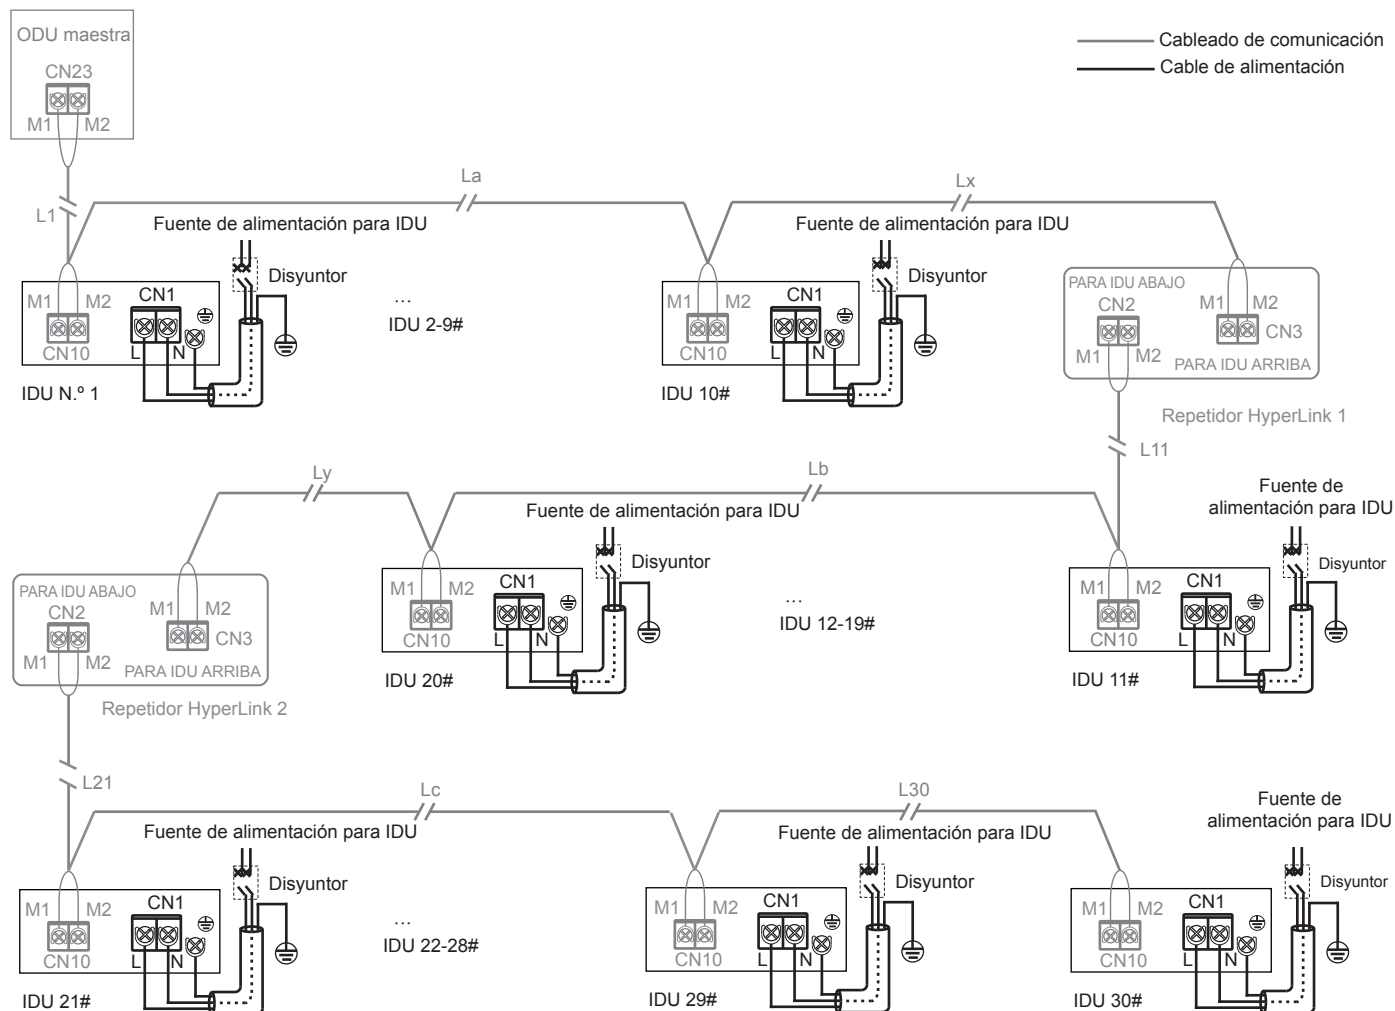 ODU maestra
CN23
M1 M2
Cableado de comunicación
Cable de alimentación
L1
La
Lx
Fuente de alimentación para IDU
Disyuntor
M1 M2
CN10
CN1
L N
IDU N.º 1
...
IDU 2-9#
Fuente de alimentación para IDU
Disyuntor
M1 M2
CN10
CN1
L N
IDU 10#
PARA IDU ABAJO
CN2
M1 M2
M1 M2
CN3
PARA IDU ARRIBA
Repetidor HyperLink 1
L11
Ly
Lb
PARA IDU ABAJO
CN2
M1 M2
M1 M2
CN3
PARA IDU ARRIBA
Repetidor HyperLink 2
Fuente de alimentación para IDU
Disyuntor
M1 M2
CN10
CN1
L N
IDU 20#
...
IDU 12-19#
Fuente de
alimentación para IDU
Disyuntor
M1 M2
CN10
CN1
L N
IDU 11#
L21
Lc
L30
Fuente de alimentación para IDU
Disyuntor
M1 M2
CN10
CN1
L N
IDU 21#
...
IDU 22-28#
Fuente de alimentación para IDU
Disyuntor
M1 M2
CN10
CN1
L N
IDU 29#
Fuente de
alimentación para IDU
Disyuntor
M1 M2
CN10
CN1
L N
IDU 30#